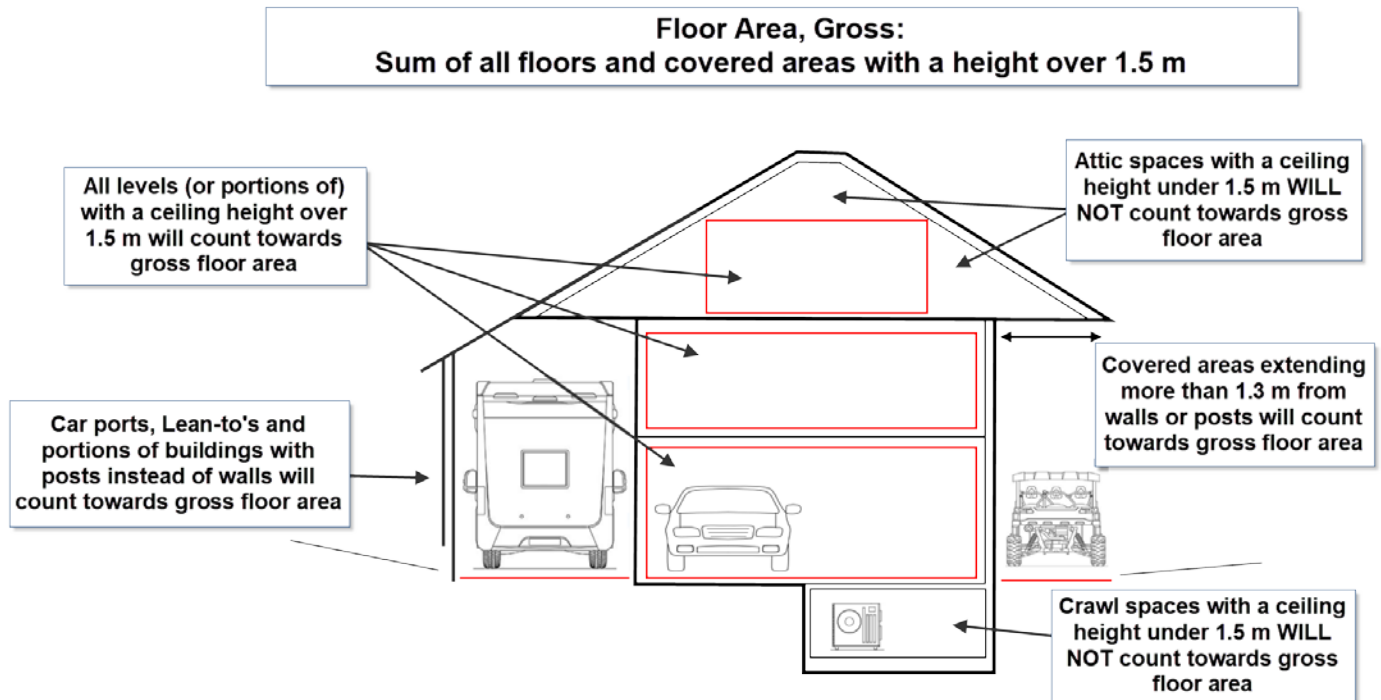 Floor Area, Gross:
Sum of all floors and covered areas with a height over 1.5 m
All levels (or portions of)
with a ceiling height over
1.5 m will count towards
gross floor area
Attic spaces with a ceiling
height under 1.5 m WILL
NOT count towards gross
floor area
Covered areas extending
more than 1.3 m from
walls or posts will count
towards gross floor area
Car ports, Lean-to's and
portions of buildings with
posts instead of walls will
count towards gross floor area
Crawl spaces with a ceiling
height under 1.5 m WILL
NOT count towards gross
floor area